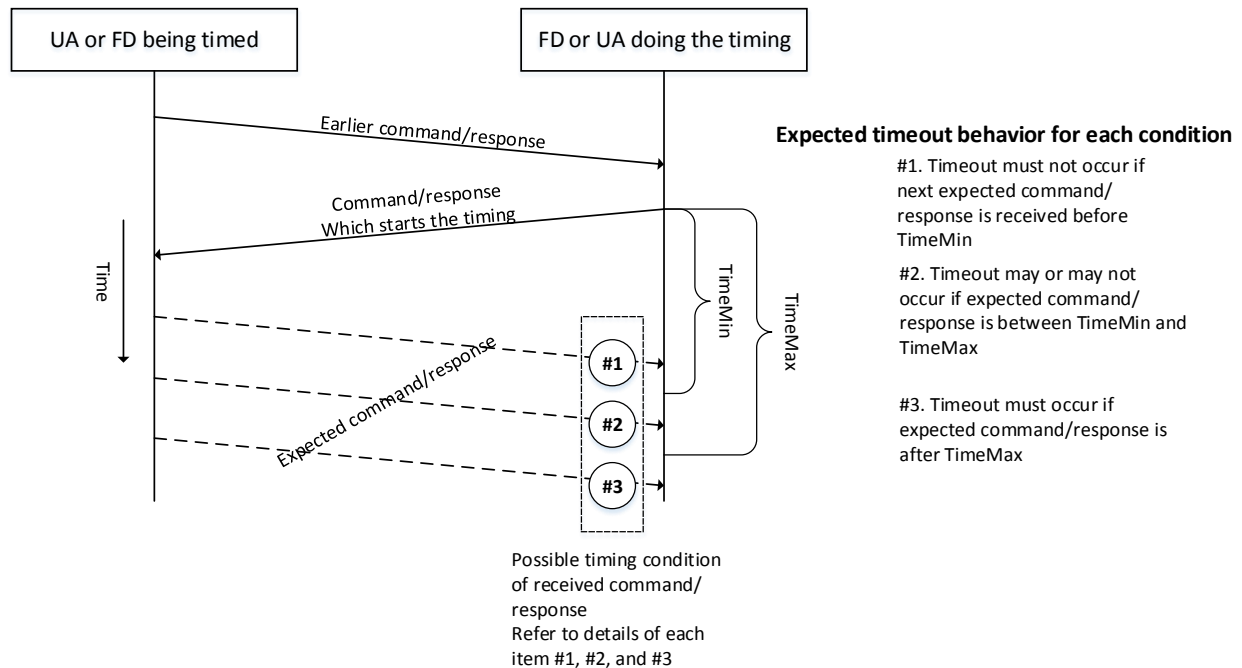 UA or FD being timed
FD or UA doing the timing
Earlier command/response
Expected timeout behavior for each condition
#1. Timeout must not occur if
next expected command/
response is received before
TimeMin
Command/response
Which starts the timing
Time
TimeMin
TimeMax
#2. Timeout may or may not
occur if expected command/
response is between TimeMin and
TimeMax
Expected command/response
#1
#2
#3
#3. Timeout must occur if
expected command/response is
after TimeMax
Possible timing condition
of received command/
response
Refer to details of each
item #1, #2, and #3